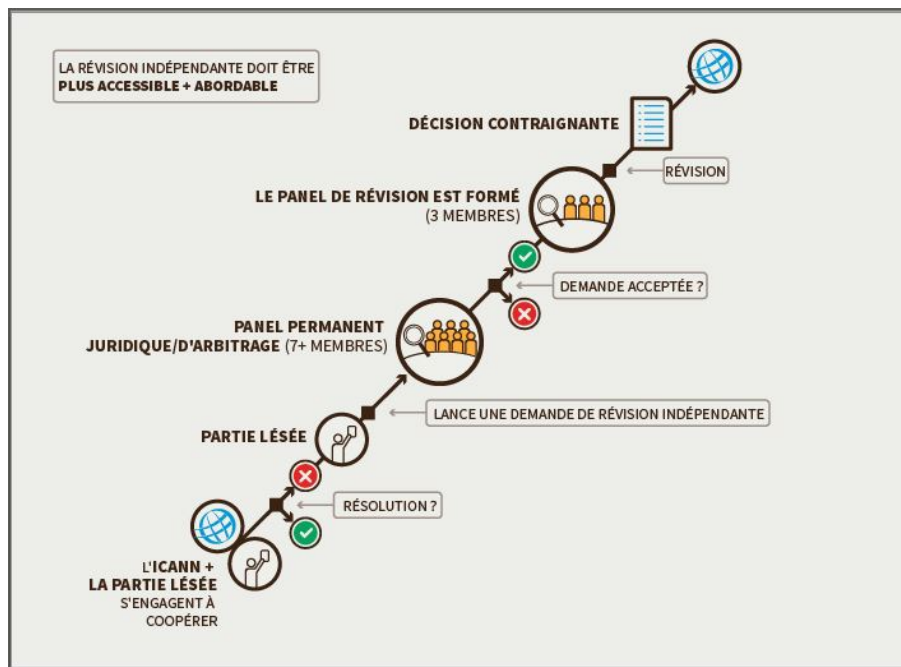 LA RÉVISION INDÉPENDANTE DOIT ÊTRE
PLUS ACCESSIBLE + ABORDABLE
DÉCISION CONTRAIGNANTE
RÉVISION
LE PANEL DE RÉVISION EST FORMÉ
(3 MEMBRES)
DEMANDE ACCEPTÉE ?
PANEL PERMANENT
JURIDIQUE/D'ARBITRAGE (7+ MEMBRES)
LANCE UNE DEMANDE DE RÉVISION INDÉPENDANTE
PARTIE LÉSÉE
RÉSOLUTION ?
L'ICANN +
LA PARTIE LÉSÉE
S'ENGAGENT À
COOPÉRER